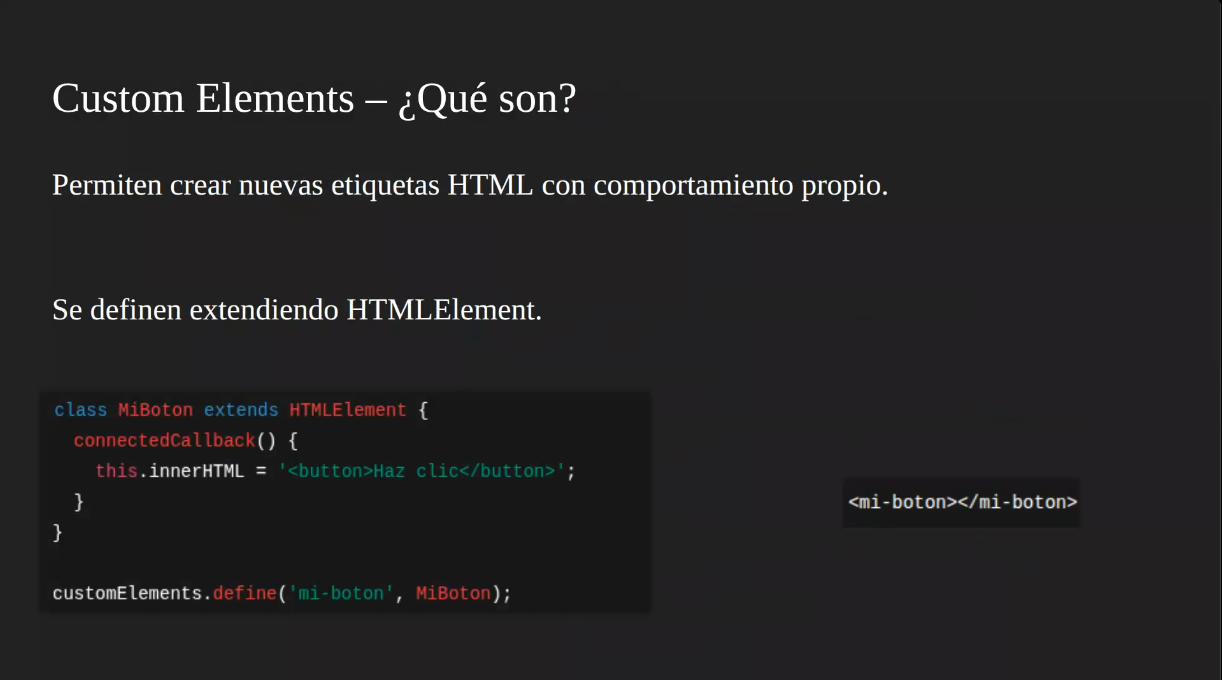 Custom Elements – ¿Qué son?
Permiten crear nuevas etiquetas HTML con comportamiento propio.
Se definen extendiendo HTMLElement.
class MiBoton extends HTMLElement {
  connectedCallback() {
    this.innerHTML = '<button>Haz clic</button>';
  }
}
customElements.define('mi-boton', MiBoton);
<mi-boton></mi-boton>